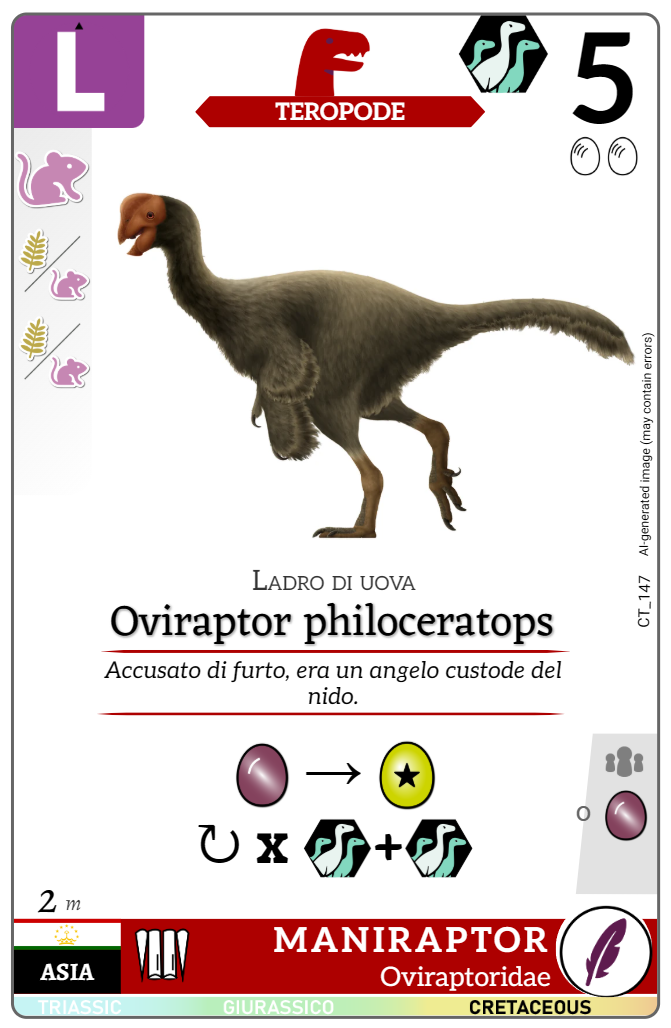 L
TEROPODE
5
AI-generated image (may contain errors)
CT_147
Ladro di uova
Oviraptor philoceratops
Accusato di furto, era un angelo custode del
nido.
→
↻ x +
O
2 m
MANIRAPTOR
ASIA
Oviraptoridae
TRIASSIC GIURASSICO CRETACEOUS